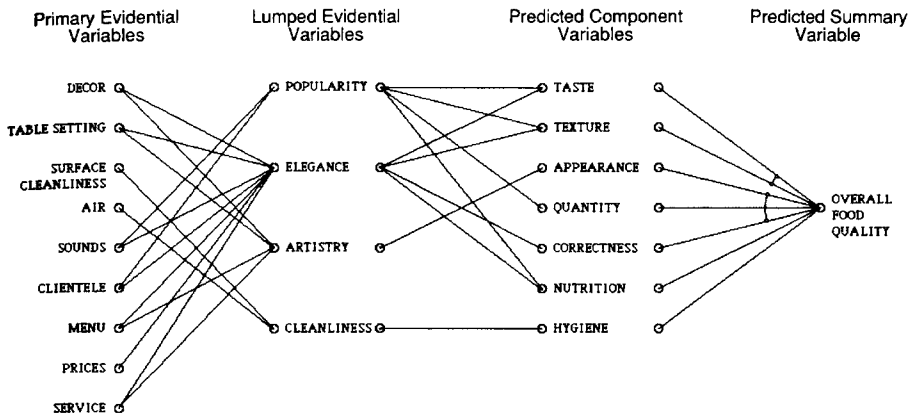 Primary Evidential
Variables
Lumped Evidential
Variables
Predicted Component
Variables
Predicted Summary
Variable
DECOR
TABLE SETTING
SURFACE
CLEANLINESS
AIR
SOUNDS
CLIENTELE
MENU
PRICES
SERVICE
POPULARITY
ELEGANCE
ARTISTRY
CLEANLINESS
TASTE
TEXTURE
APPEARANCE
QUANTITY
CORRECTNESS
NUTRITION
HYGIENE
OVERALL
FOOD
QUALITY